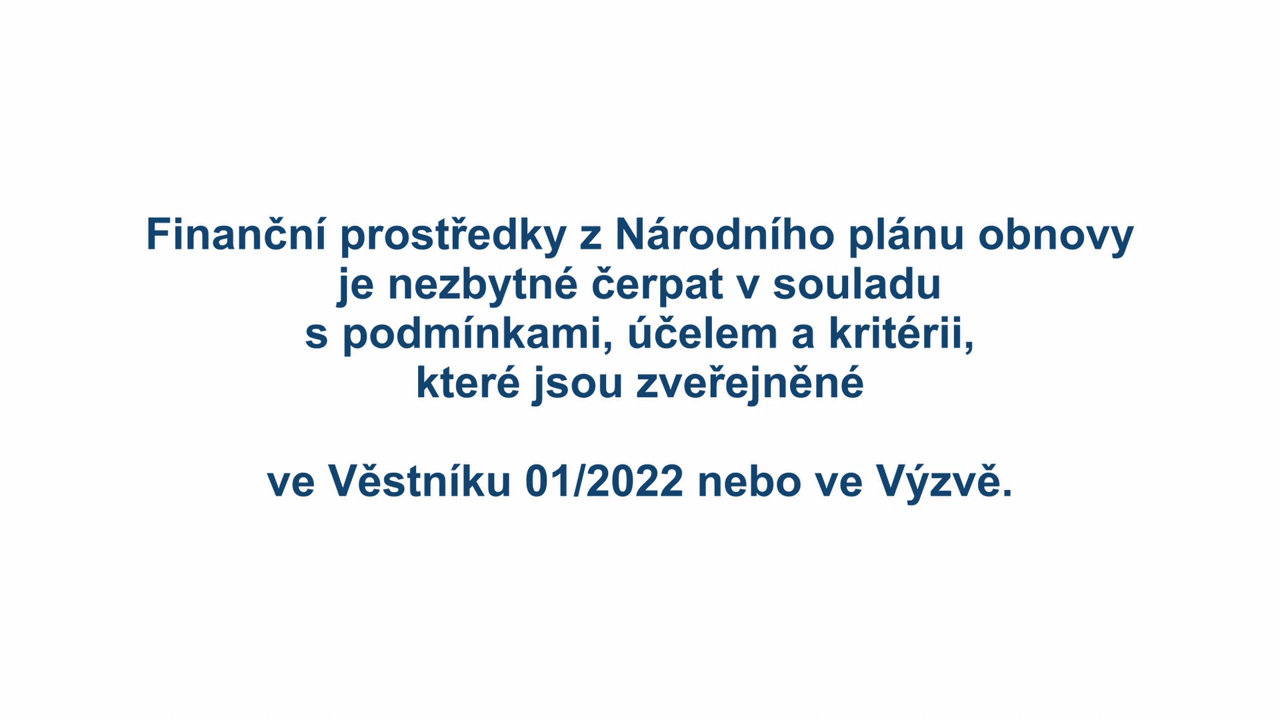 Finanční prostředky z Národního plánu obnovy
je nezbytné čerpat v souladu
s podmínkami, účelem a kritérii,
které jsou zveřejněné
ve Věstníku 01/2022 nebo ve Výzvě.